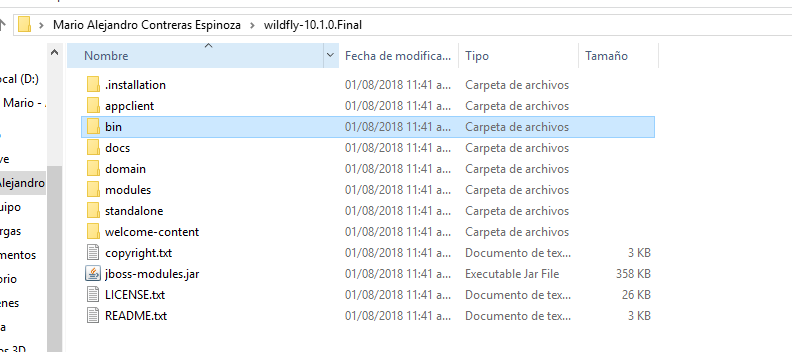 Mario Alejandro Contreras Espinoza > wildfly-10.1.0.Final
Nombre Fecha de modifica... Tipo Tamaño
.installation 01/08/2018 11:41 a... Carpeta de archivos
ocal (D:)
appclient 01/08/2018 11:41 a... Carpeta de archivos
Mario - .
bin 01/08/2018 11:41 a... Carpeta de archivos
docs 01/08/2018 11:41 a... Carpeta de archivos
ve
domain 01/08/2018 11:41 a... Carpeta de archivos
Alejandro
modules 01/08/2018 11:41 a... Carpeta de archivos
quipo
standalone 01/08/2018 11:41 a... Carpeta de archivos
rgas
welcome-content 01/08/2018 11:41 a... Carpeta de archivos
mentos
copyright.txt 01/08/2018 11:41 a... Documento de tex... 3 KB
orio
jboss-modules.jar 01/08/2018 11:41 a... Executable Jar File 358 KB
enes
LICENSE.txt 01/08/2018 11:41 a... Documento de tex... 26 KB
a
README.txt 01/08/2018 11:41 a... Documento de tex... 3 KB
os 3D